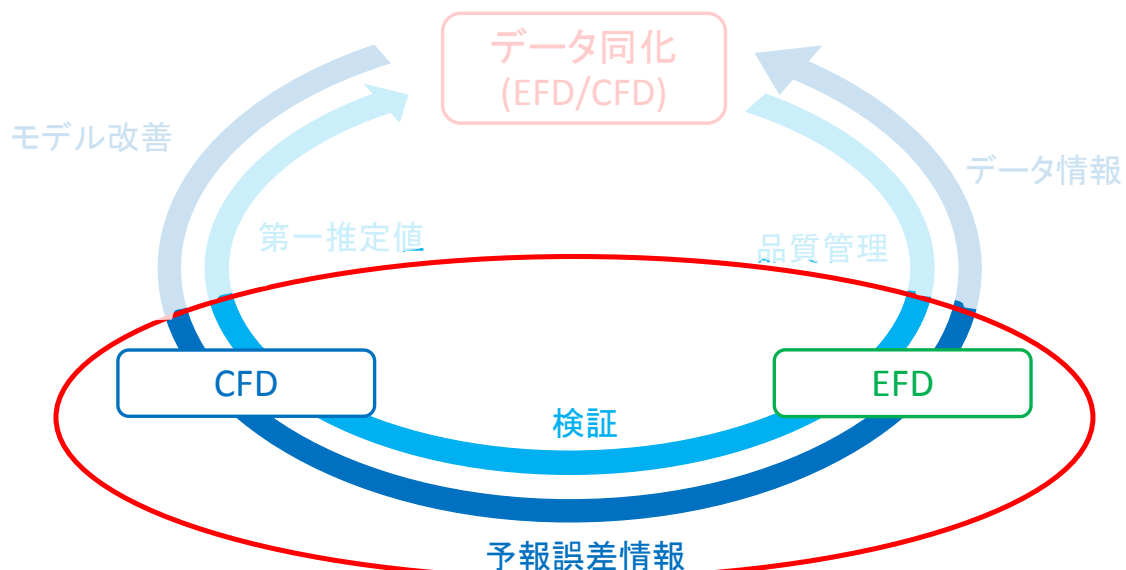 データ同化
(EFD/CFD)
モデル改善
データ情報
第一推定値
品質管理
CFD
EFD
検証
予報誤差情報